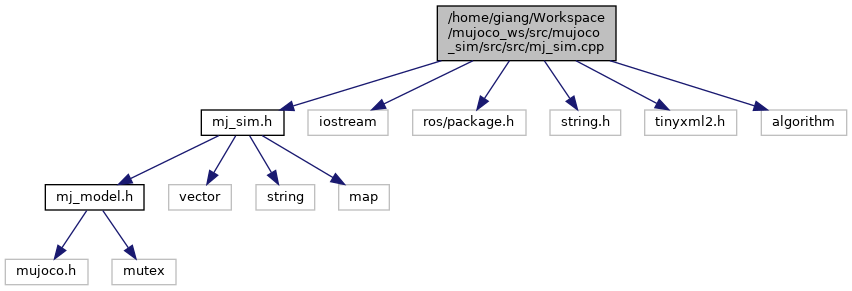 /home/giang/Workspace
/mujoco_ws/src/mujoco
_sim/src/src/mj_sim.cpp
mj_sim.h
iostream
ros/package.h
string.h
tinyxml2.h
algorithm
mj_model.h
vector
string
map
mujoco.h
mutex